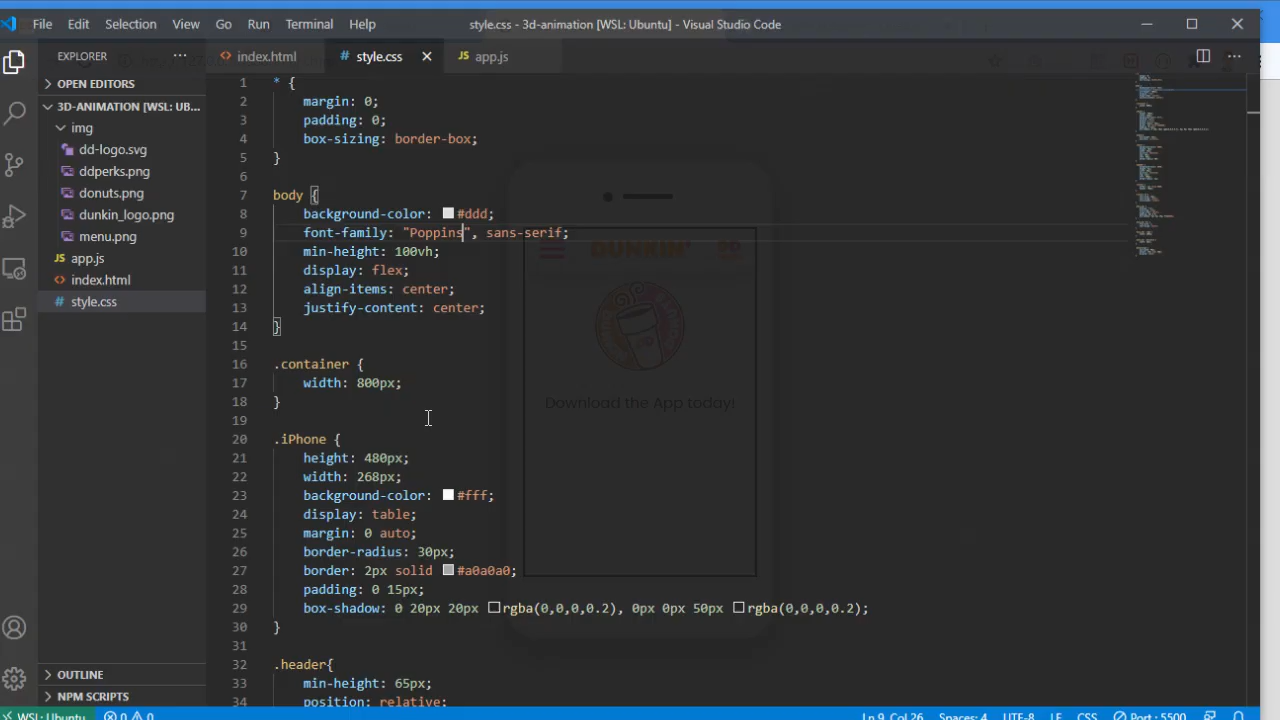 File Edit Selection View Go Run Terminal Help style.css - 3d-animation [WSL: Ubuntu] - Visual Studio Code
EXPLORER ··· index.html # style.css JS app.js
OPEN EDITORS
3D-ANIMATION [WSL: UB...
img
dd-logo.svg
ddperks.png
donuts.png
dunkin_logo.png
menu.png
JS app.js
index.html
# style.css
OUTLINE
NPM SCRIPTS
1 * {
2 margin: 0;
3 padding: 0;
4 box-sizing: border-box;
5 }
6
7 body {
8 background-color: #ddd;
9 font-family: "Poppins", sans-serif;
10 min-height: 100vh;
11 display: flex;
12 align-items: center;
13 justify-content: center;
14 }
15
16 .container {
17 width: 800px;
18 }
19
20 .iPhone {
21 height: 480px;
22 width: 268px;
23 background-color: #fff;
24 display: table;
25 margin: 0 auto;
26 border-radius: 30px;
27 border: 2px solid #a0a0a0;
28 padding: 0 15px;
29 box-shadow: 0 20px 20px rgba(0,0,0,0.2), 0px 0px 50px rgba(0,0,0,0.2);
30 }
31
32 .header{
33 min-height: 65px;
34 position: relative;
DUNKIN'
Download the App today!
WSL: Ubuntu 0 0 Ln 9, Col 26 Spaces: 4 UTF-8 LF CSS Port : 5500